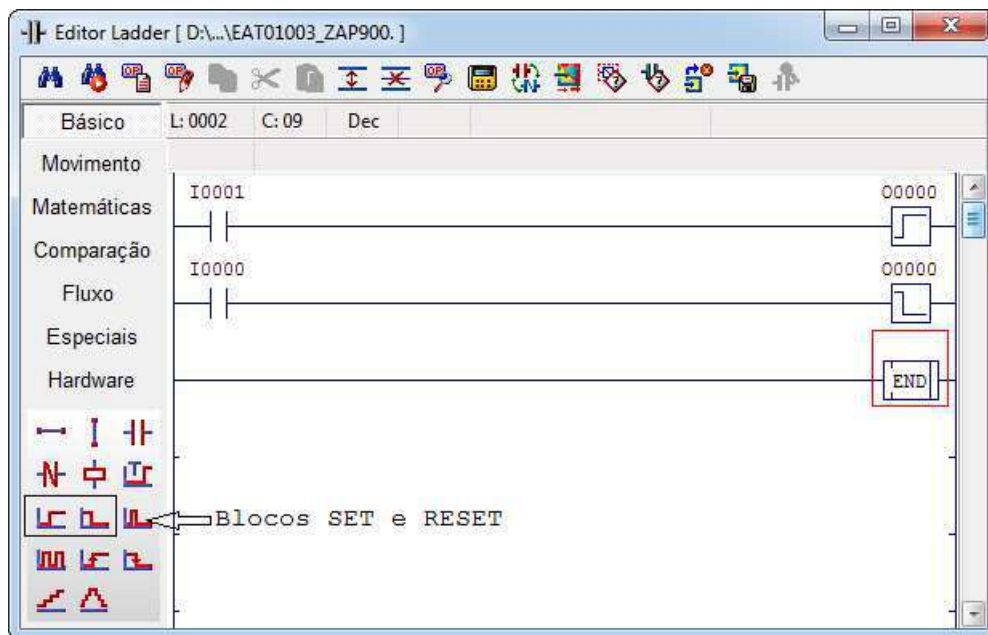 Editor Ladder [ D:\...\EAT01003_ZAP900. ]
Básico
L: 0002 C: 09 Dec
Movimento
Matemáticas
Comparação
Fluxo
Especiais
Hardware
I0001 O0000
I0000 O0000
END
Blocos SET e RESET